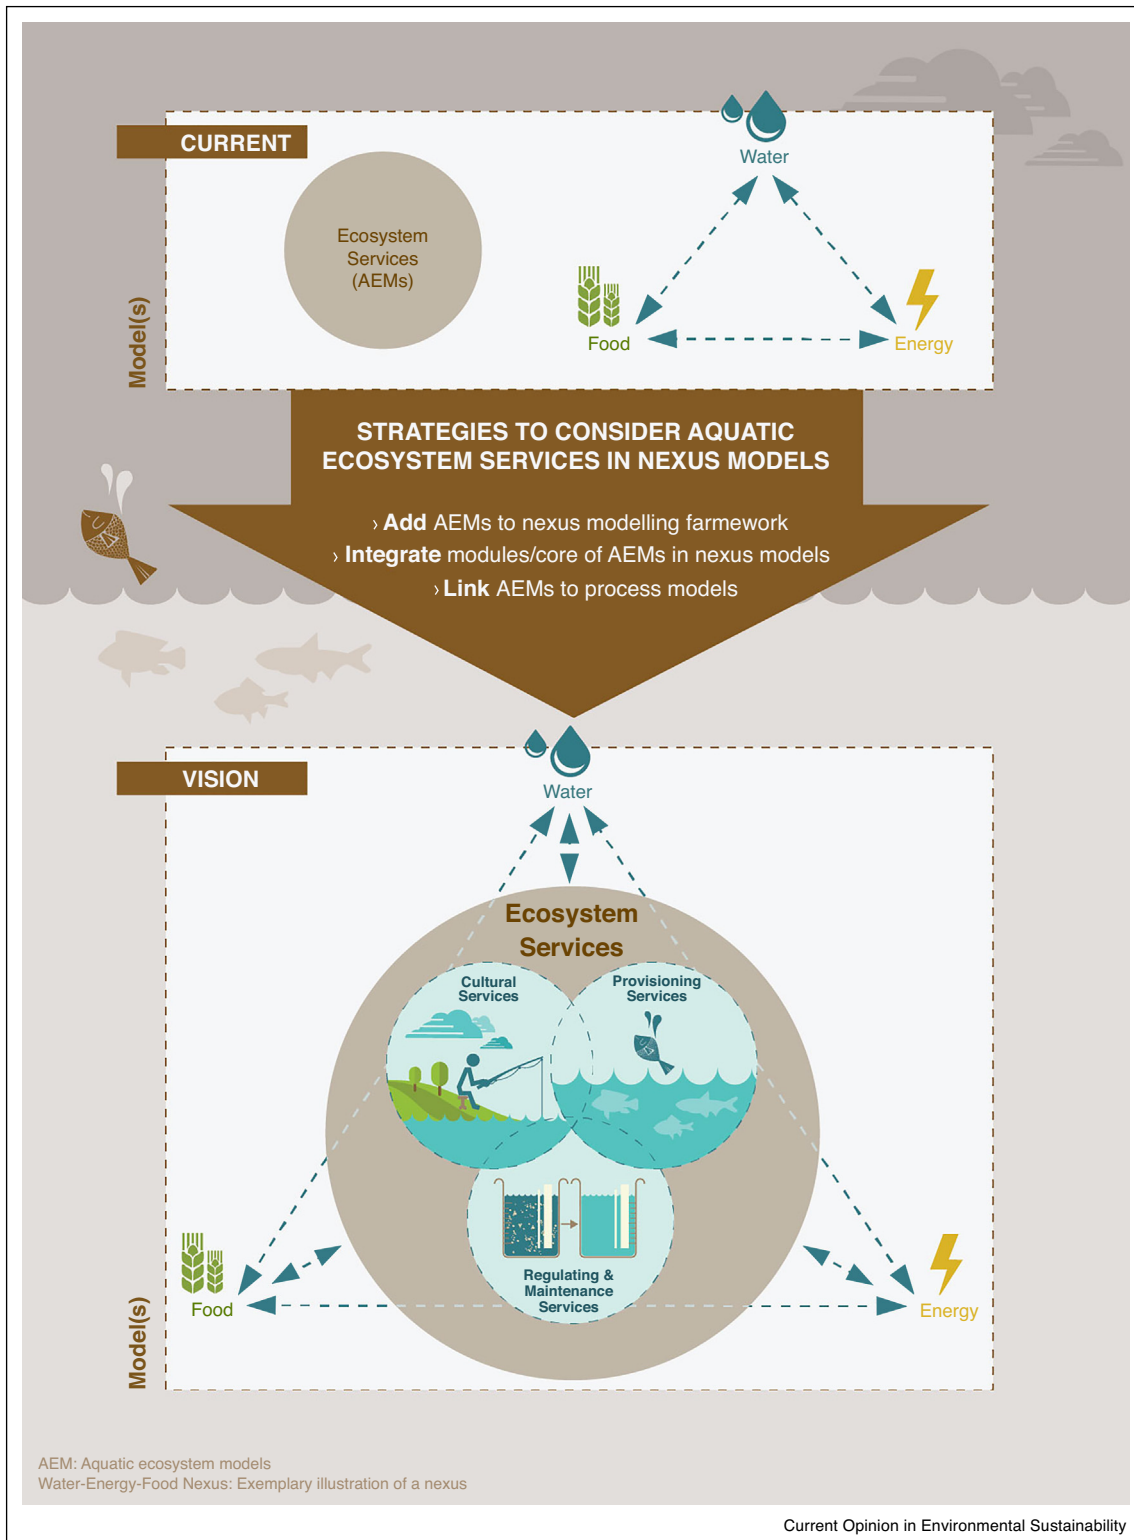 CURRENT
Water
Ecosystem
Services
(AEMs)
Food
Energy
Model(s)
STRATEGIES TO CONSIDER AQUATIC
ECOSYSTEM SERVICES IN NEXUS MODELS
› Add AEMs to nexus modelling farmework
› Integrate modules/core of AEMs in nexus models
› Link AEMs to process models
VISION
Water
Ecosystem
Services
Cultural
Services
Provisioning
Services
Regulating &
Maintenance
Services
Food
Energy
Model(s)
AEM: Aquatic ecosystem models
Water-Energy-Food Nexus: Exemplary illustration of a nexus
Current Opinion in Environmental Sustainability